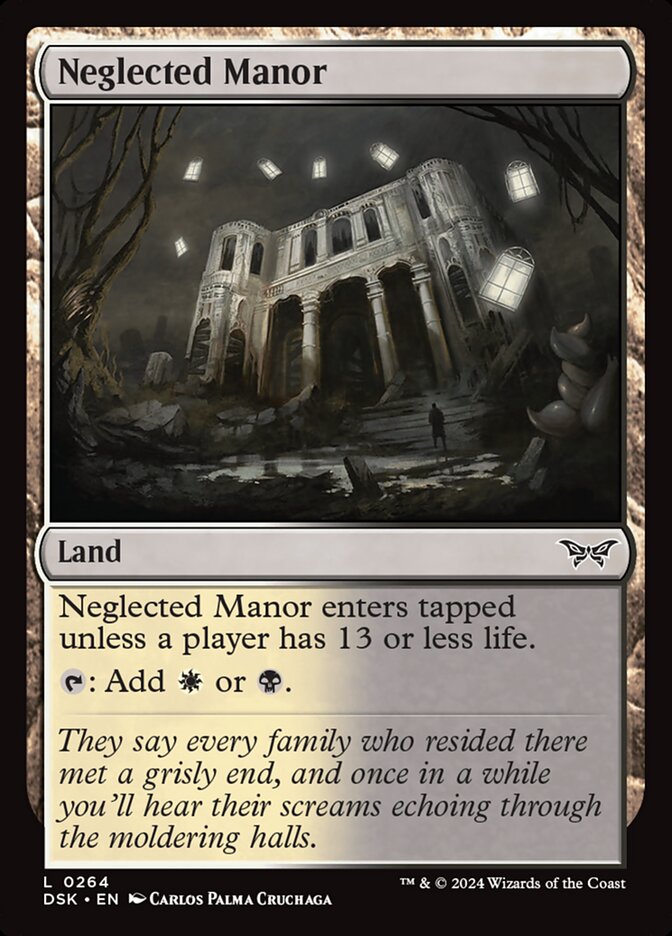 Neglected Manor
Land
Neglected Manor enters tapped
unless a player has 13 or less life.
: Add or .
They say every family who resided there
met a grisly end, and once in a while
you'll hear their screams echoing through
the moldering halls.
L 0264
DSK • EN Carlos Palma Cruchaga
™ & © 2024 Wizards of the Coast